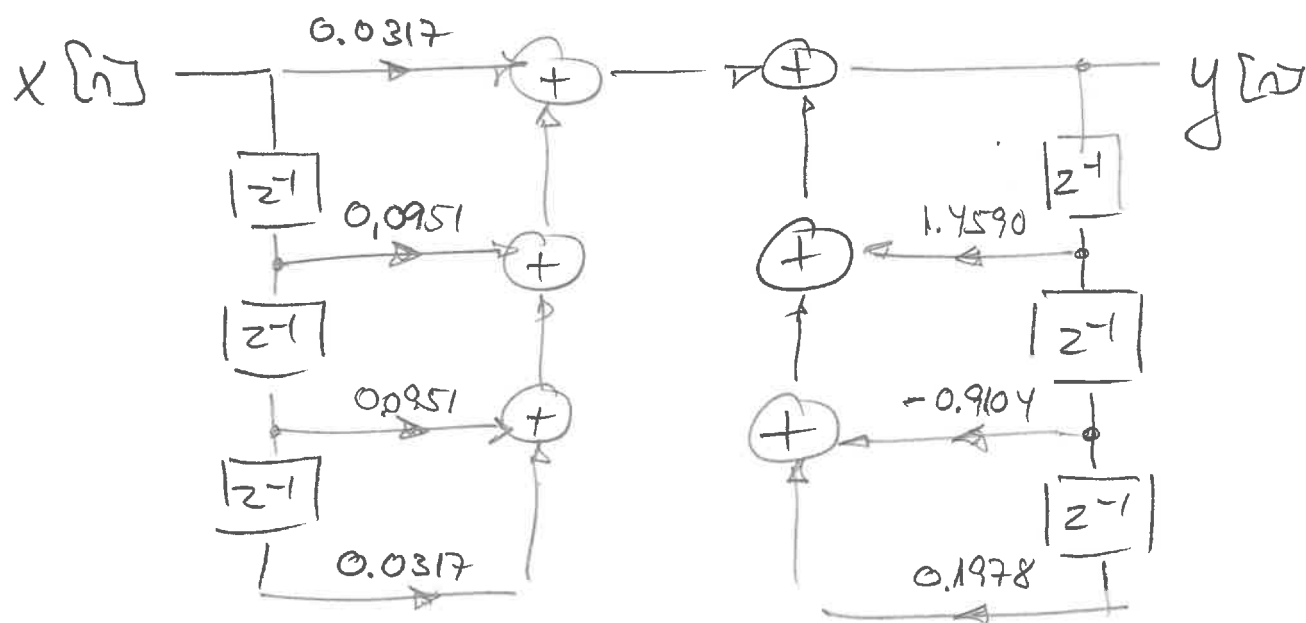 0.0317
x[n] + + y[n]
z⁻¹ z⁻¹
0,0951 1.4590
+ +
z⁻¹ z⁻¹
0,0951 -0.9104
+ +
z⁻¹ z⁻¹
0.0317 0.1978